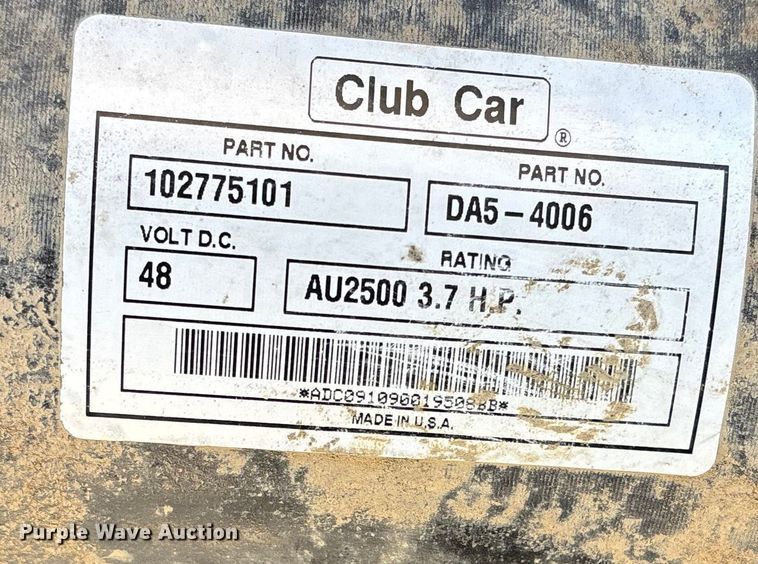 Club Car
®
PART NO.
102775101
PART NO.
DA5-4006
VOLT D.C.
48
RATING
AU2500 3.7 H.P.
MADE IN U.S.A.
Purple Wave Auction